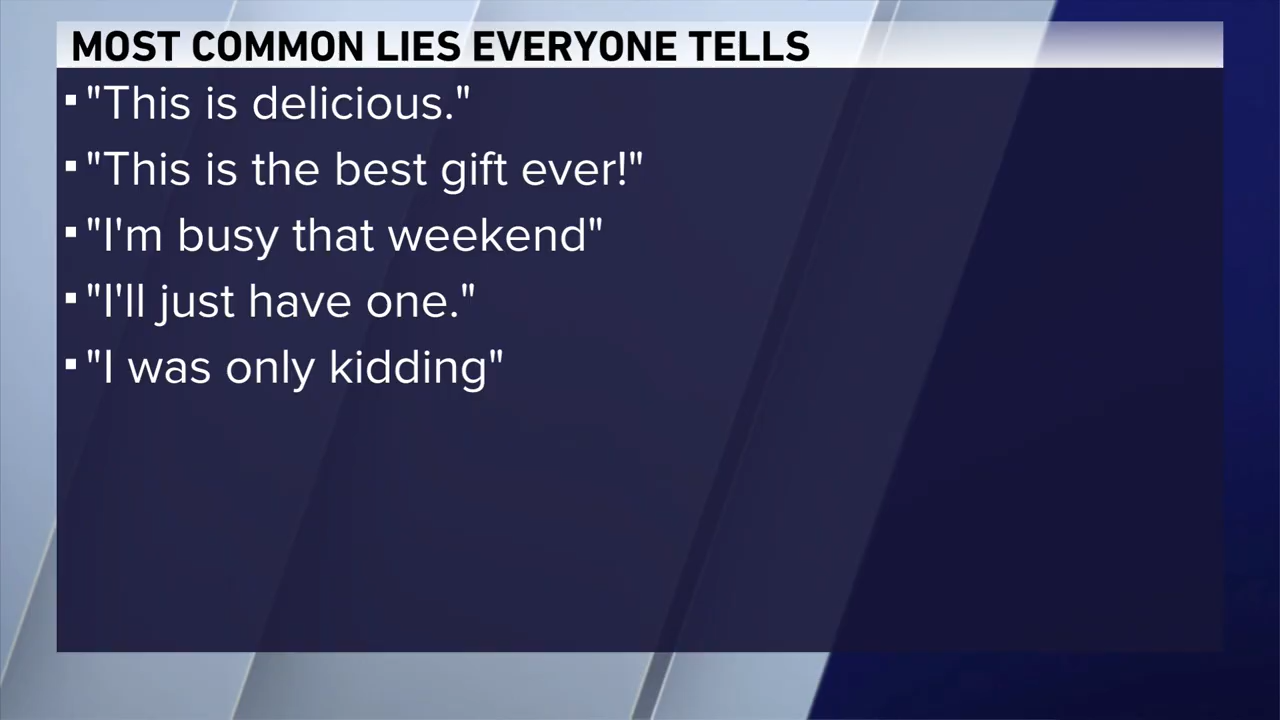 MOST COMMON LIES EVERYONE TELLS
▪"This is delicious."
▪"This is the best gift ever!"
▪"I'm busy that weekend"
▪"I'll just have one."
▪"I was only kidding"